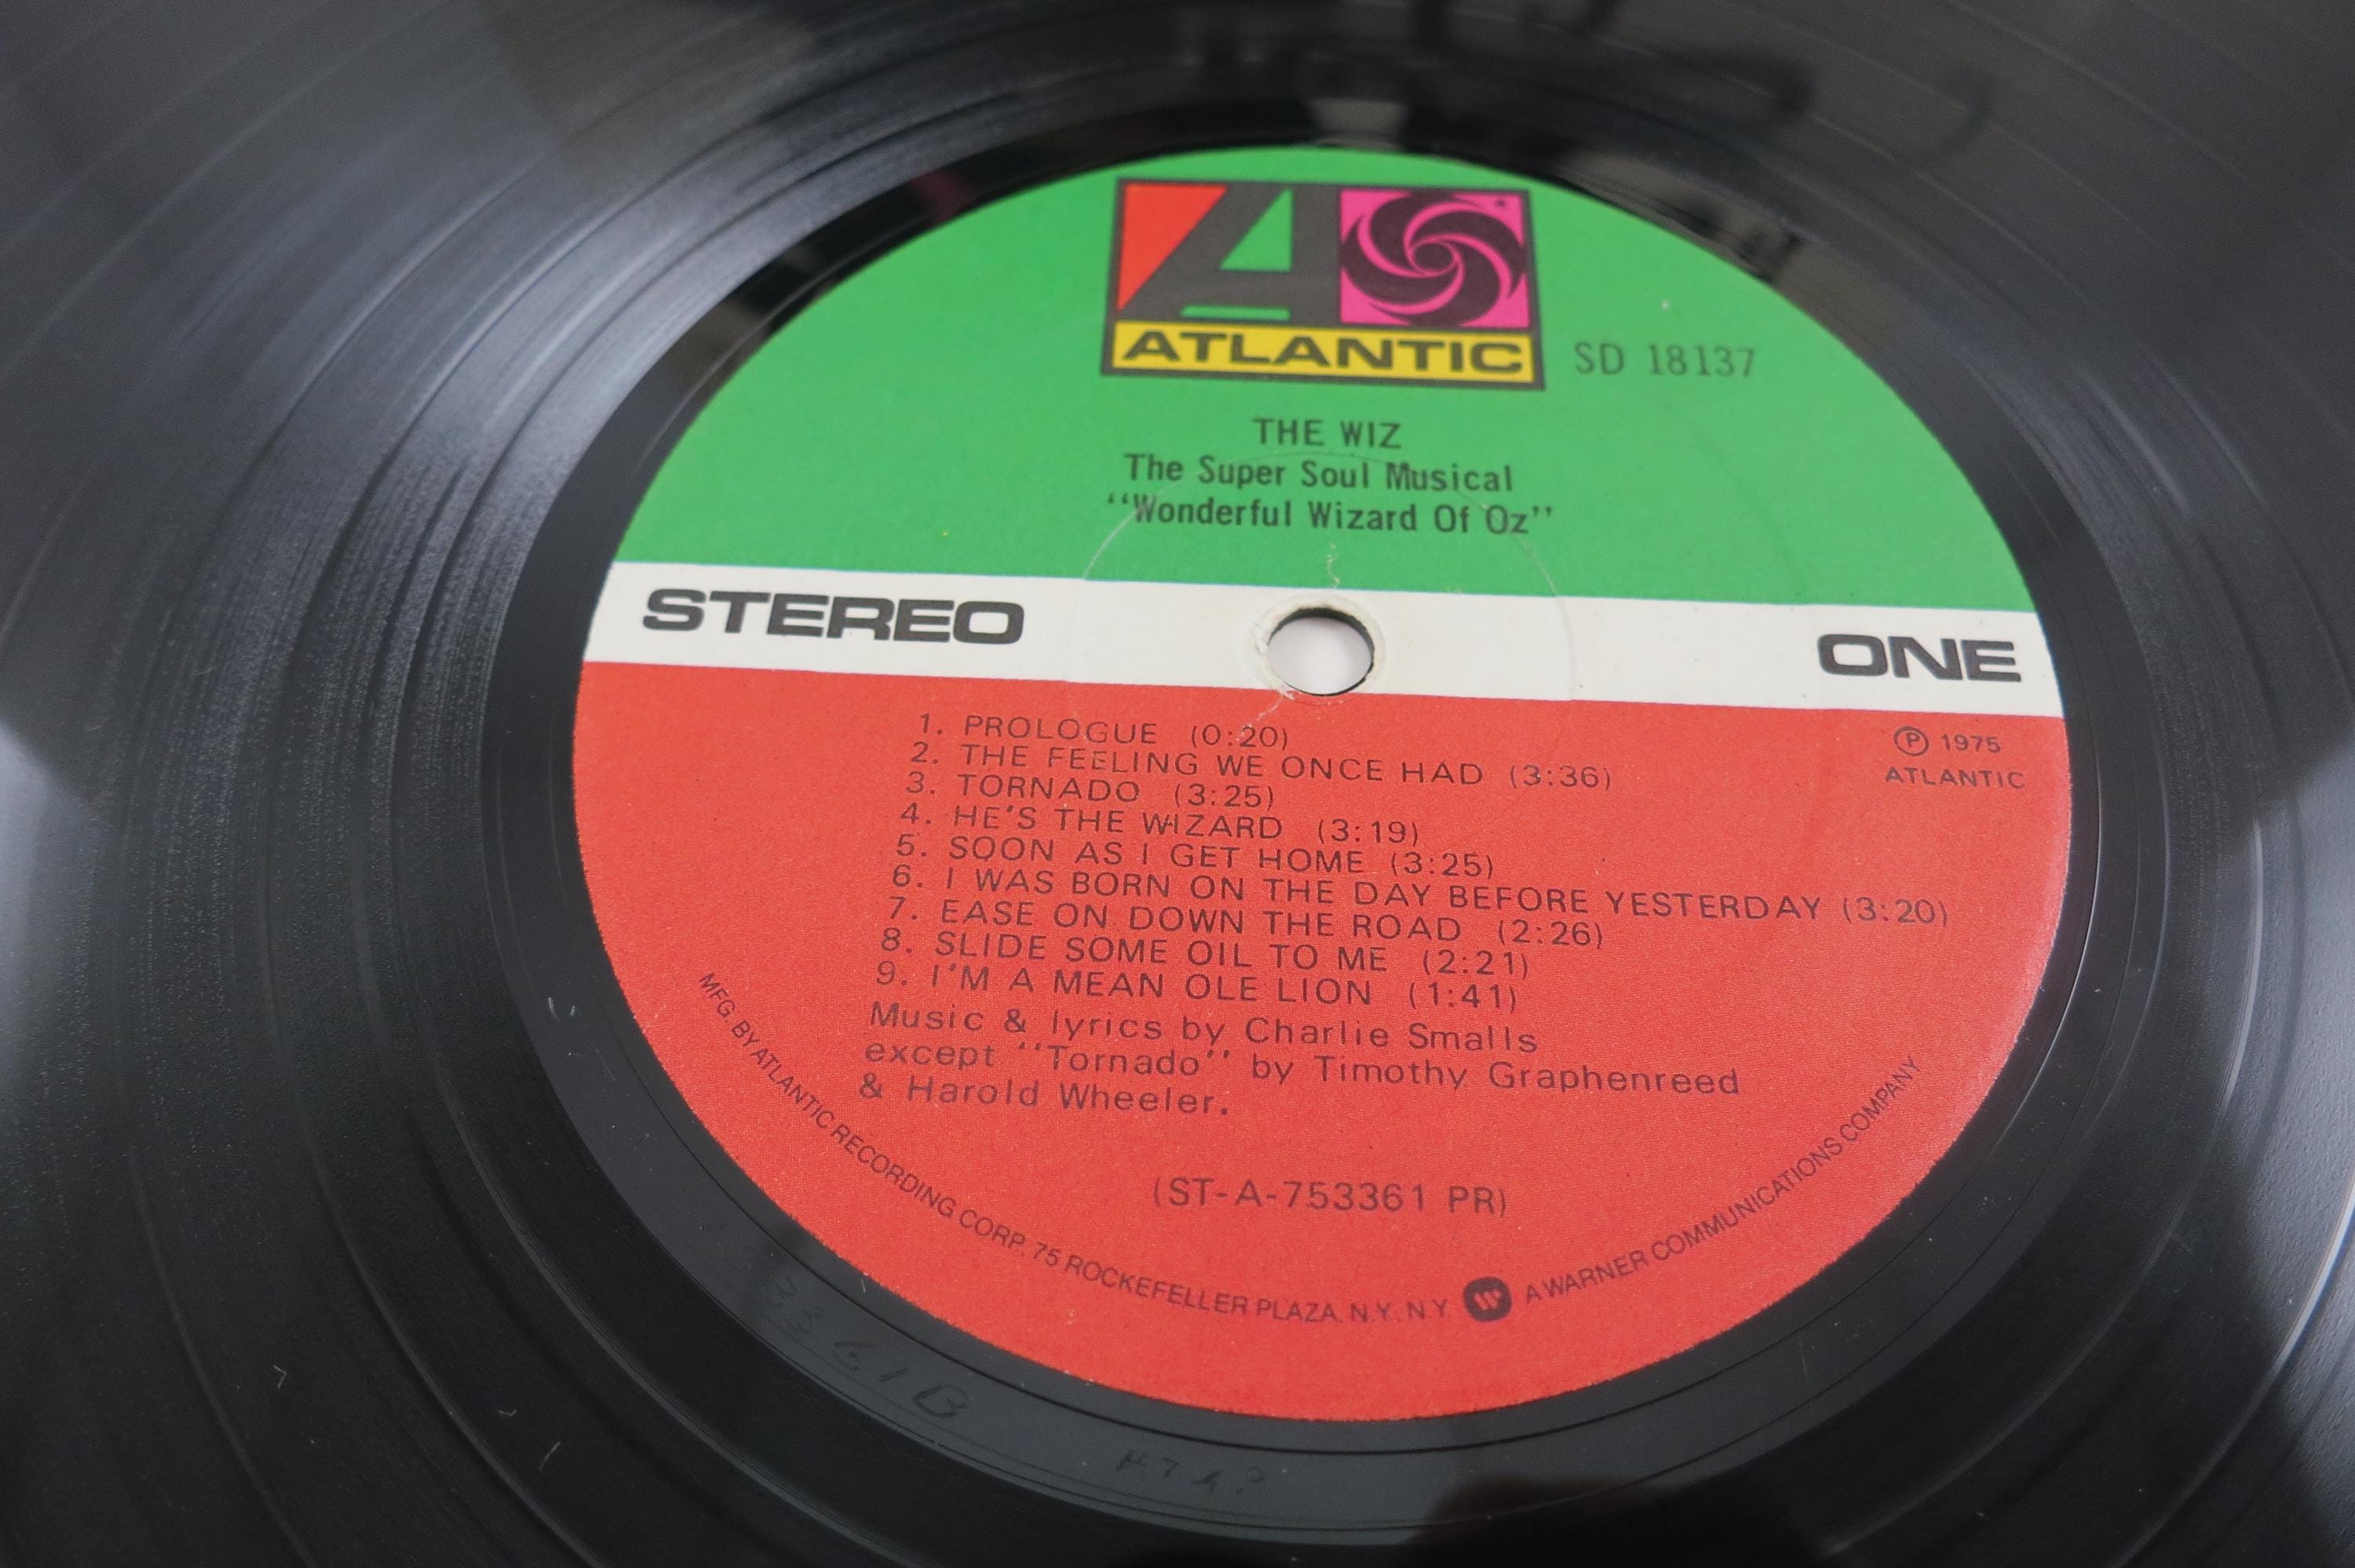 ATLANTIC
SD 18137
THE WIZ
The Super Soul Musical
‘‘Wonderful Wizard Of Oz’’
STEREO
ONE
1. PROLOGUE (0:20)
2. THE FEELING WE ONCE HAD (3:36)
3. TORNADO (3:25)
4. HE'S THE WIZARD (3:19)
5. SOON AS I GET HOME (3:25)
6. I WAS BORN ON THE DAY BEFORE YESTERDAY (3:20)
7. EASE ON DOWN THE ROAD (2:26)
8. SLIDE SOME OIL TO ME (2:21)
9. I'M A MEAN OLE LION (1:41)
℗ 1975
ATLANTIC
Music & lyrics by Charlie Smalls
except ‘‘Tornado’’ by Timothy Graphenreed
& Harold Wheeler.
(ST-A-753361 PR)
MFG. BY ATLANTIC RECORDING CORP. 75 ROCKEFELLER PLAZA, N.Y. N.Y. A WARNER COMMUNICATIONS COMPANY